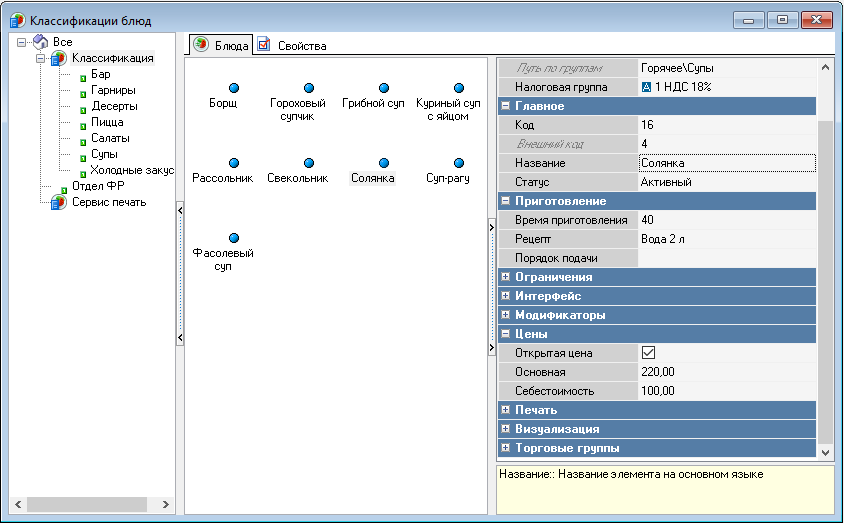 Классификации блюд
Все
Классификация
Бар
Гарниры
Десерты
Пицца
Салаты
Супы
Холодные закус
Отдел ФР
Сервис печать
Блюда
Свойства
Борщ
Гороховый
супчик
Грибной суп
Куриный суп
с яйцом
Рассольник
Свекольник
Солянка
Суп-рагу
Фасолевый
суп
Путь по группам Горячее\Супы
Налоговая группа A 1 НДС 18%
Главное
Код 16
Внешний код 4
Название Солянка
Статус Активный
Приготовление
Время приготовления 40
Рецепт Вода 2 л
Порядок подачи
Ограничения
Интерфейс
Модификаторы
Цены
Открытая цена
Основная 220,00
Себестоимость 100,00
Печать
Визуализация
Торговые группы
Название:: Название элемента на основном языке